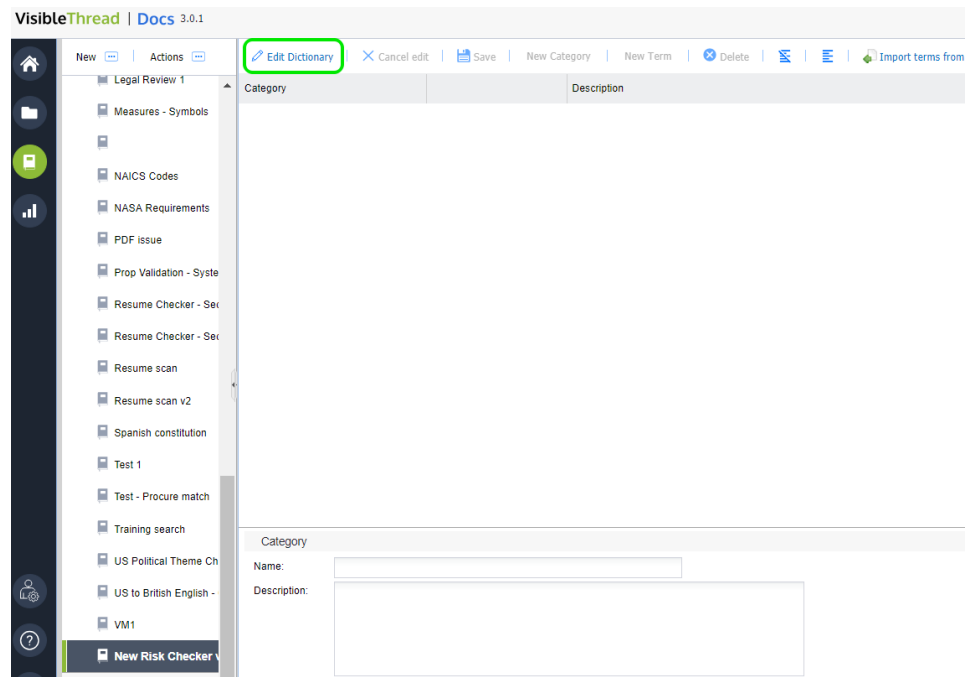 VisibleThread | Docs 3.0.1
New Actions Edit Dictionary Cancel edit Save New Category New Term Delete Import terms from
Category Description
Legal Review 1
Measures - Symbols
NAICS Codes
NASA Requirements
PDF issue
Prop Validation - Syste
Resume Checker - Sec
Resume Checker - Sec
Resume scan
Resume scan v2
Spanish constitution
Test 1
Test - Procure match
Training search
US Political Theme Ch
US to British English -
VM1
New Risk Checker v
Category
Name:
Description: